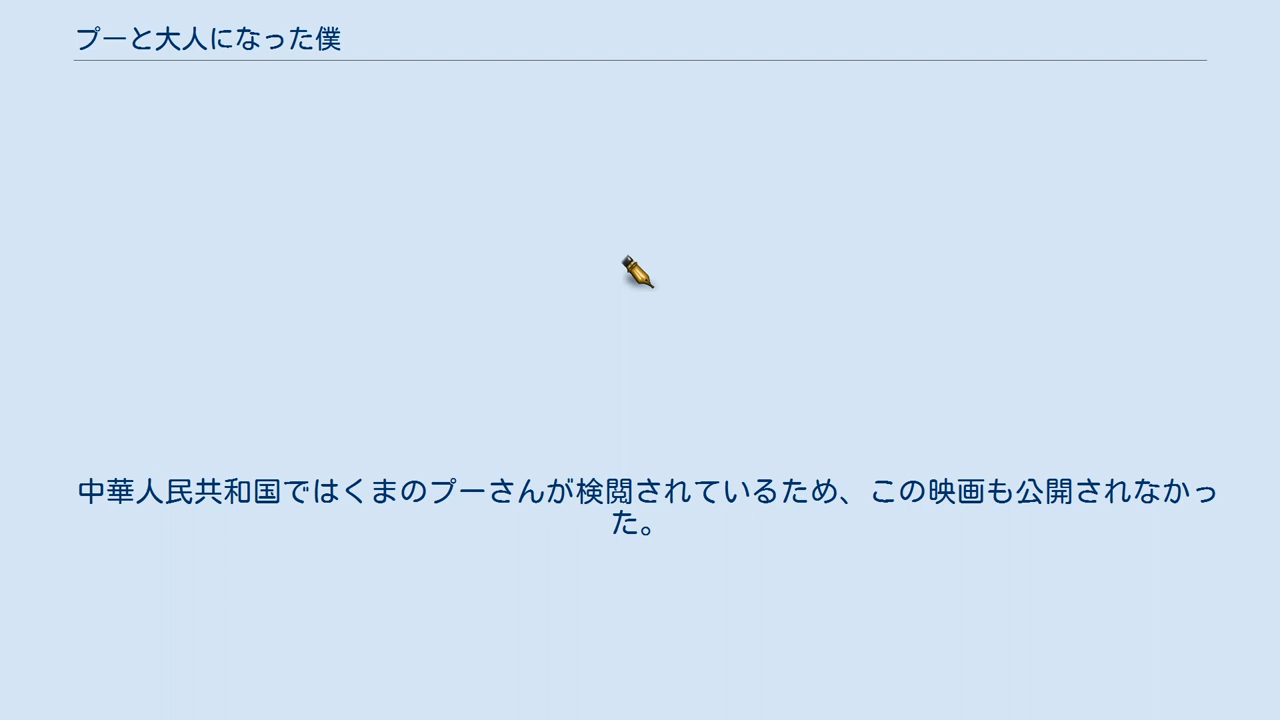 プーと大人になった僕
中華人民共和国ではくまのプーさんが検閲されているため、この映画も公開されなかっ
た。